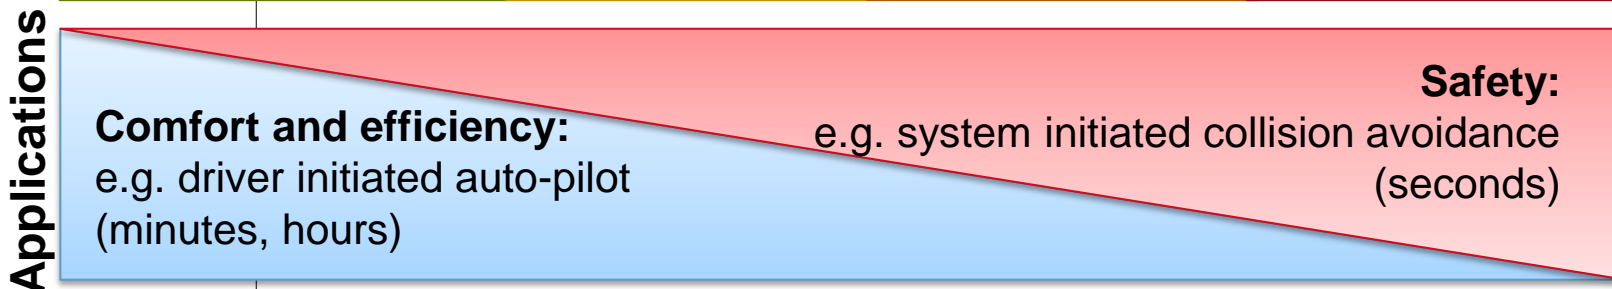 Applications
Comfort and efficiency:
e.g. driver initiated auto-pilot
(minutes, hours)
Safety:
e.g. system initiated collision avoidance
(seconds)